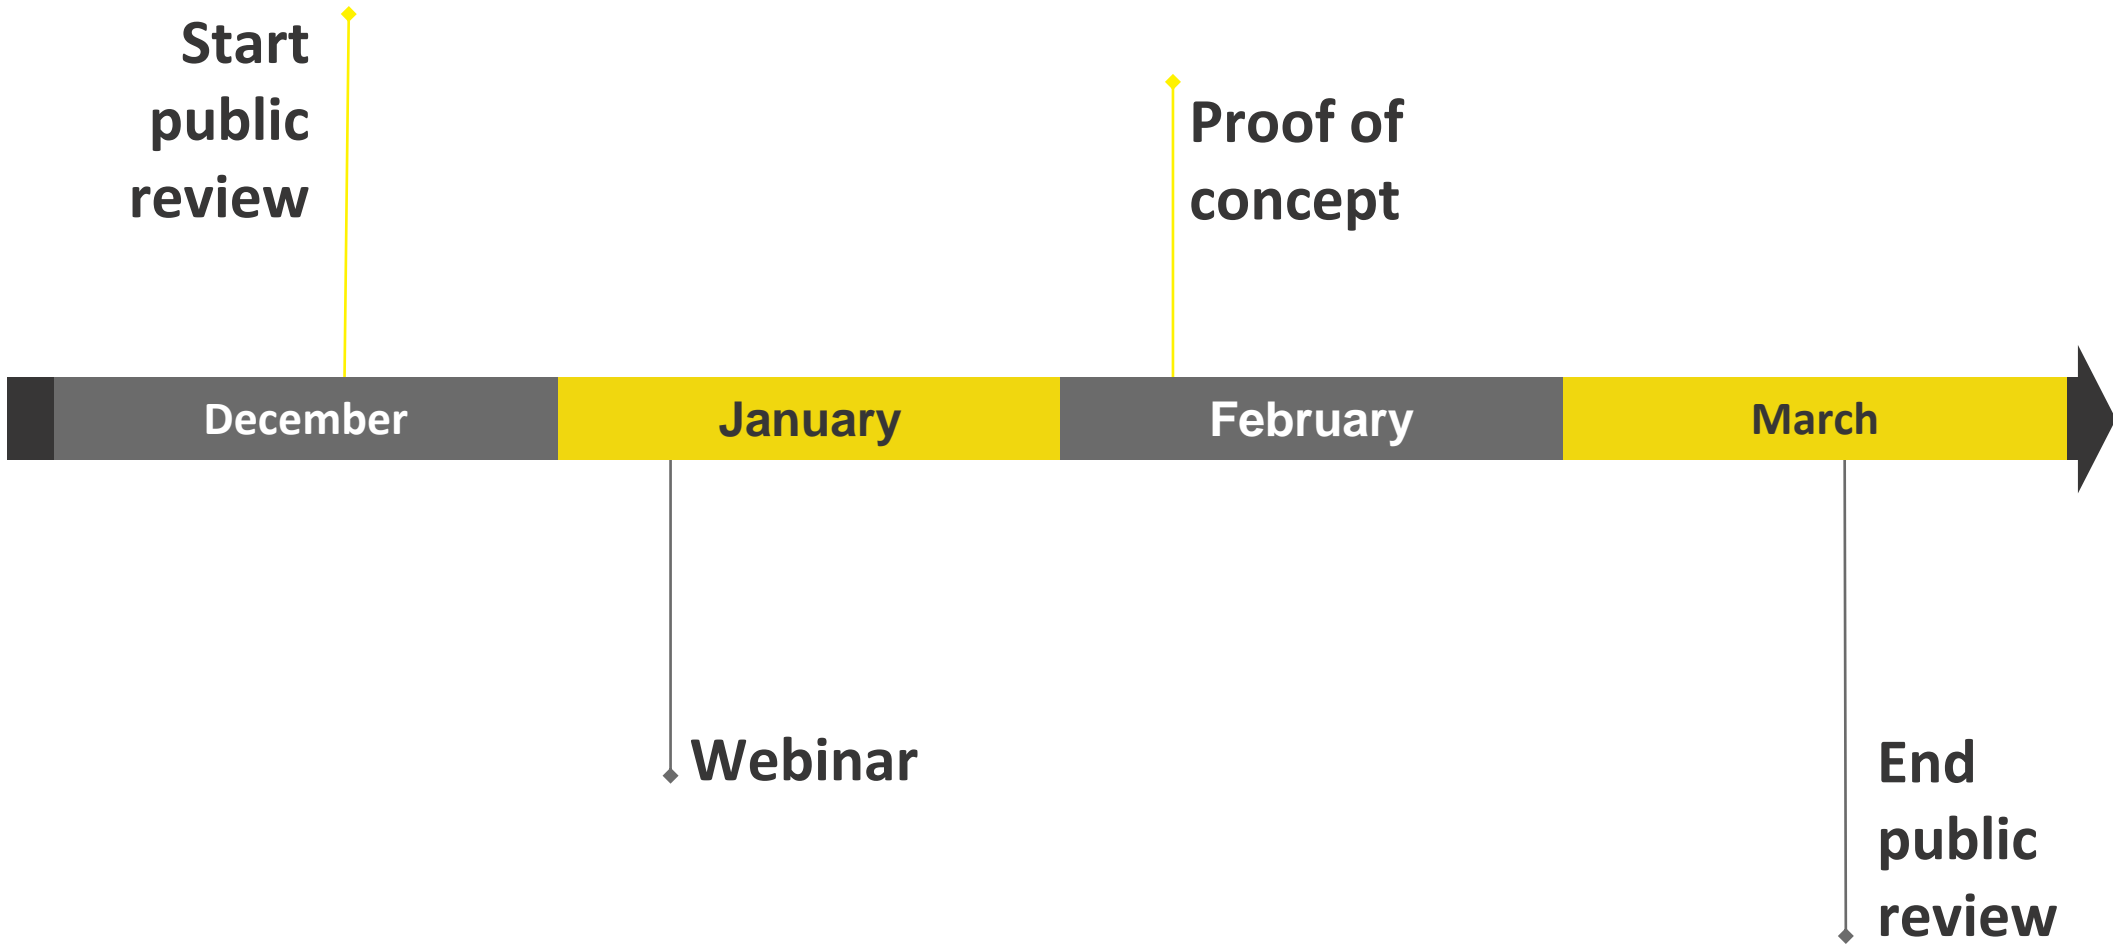 Start
public
review
Proof of
concept
December
January
February
March
Webinar
End
public
review